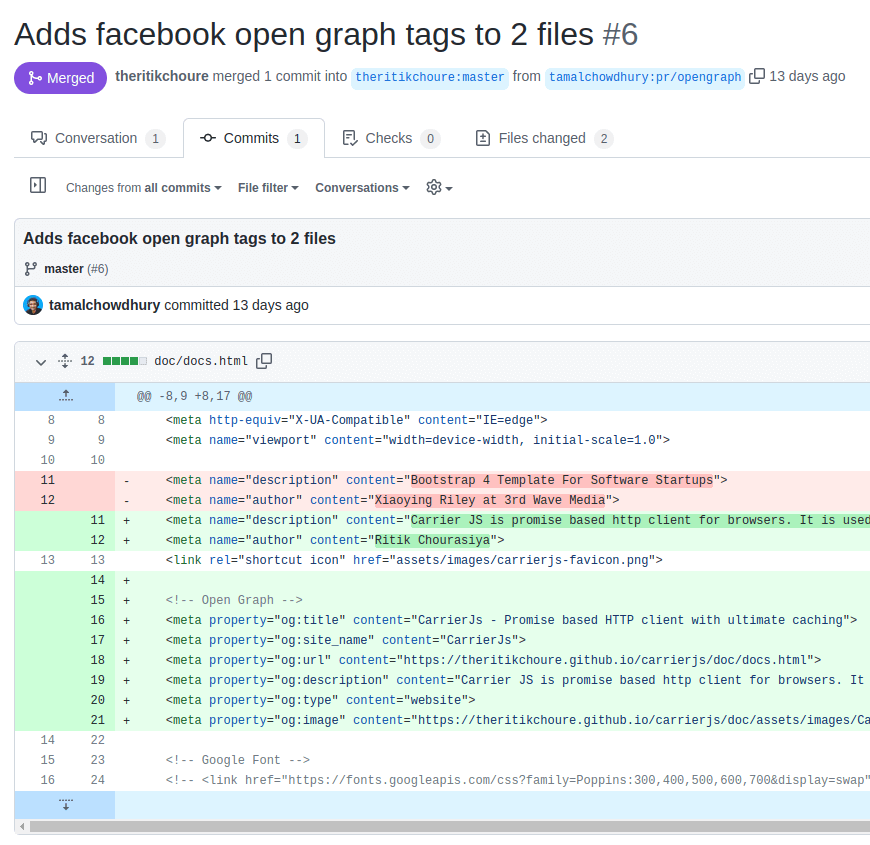 Adds facebook open graph tags to 2 files #6
Merged theritikchoure merged 1 commit into theritikchoure:master from tamalchowdhury:pr/opengraph 13 days ago
Conversation 1 Commits 1 Checks 0 Files changed 2
Changes from all commits File filter Conversations
Adds facebook open graph tags to 2 files
master (#6)
tamalchowdhury committed 13 days ago
12 doc/docs.html
@@ -8,9 +8,17 @@
8 8 <meta http-equiv="X-UA-Compatible" content="IE=edge">
9 9 <meta name="viewport" content="width=device-width, initial-scale=1.0">
10 10
11 - <meta name="description" content="Bootstrap 4 Template For Software Startups">
12 - <meta name="author" content="Xiaoying Riley at 3rd Wave Media">
11 + <meta name="description" content="Carrier JS is promise based http client for browsers. It is used
12 + <meta name="author" content="Ritik Chourasiya">
13 13 <link rel="shortcut icon" href="assets/images/carrierjs-favicon.png">
14 +
15 + <!-- Open Graph -->
16 + <meta property="og:title" content="CarrierJs - Promise based HTTP client with ultimate caching">
17 + <meta property="og:site_name" content="CarrierJs">
18 + <meta property="og:url" content="https://theritikchoure.github.io/carrierjs/doc/docs.html">
19 + <meta property="og:description" content="Carrier JS is promise based http client for browsers. It
20 + <meta property="og:type" content="website">
21 + <meta property="og:image" content="https://theritikchoure.github.io/carrierjs/doc/assets/images/Ca
14 22
15 23 <!-- Google Font -->
16 24 <!-- <link href="https://fonts.googleapis.com/css?family=Poppins:300,400,500,600,700&display=swap"